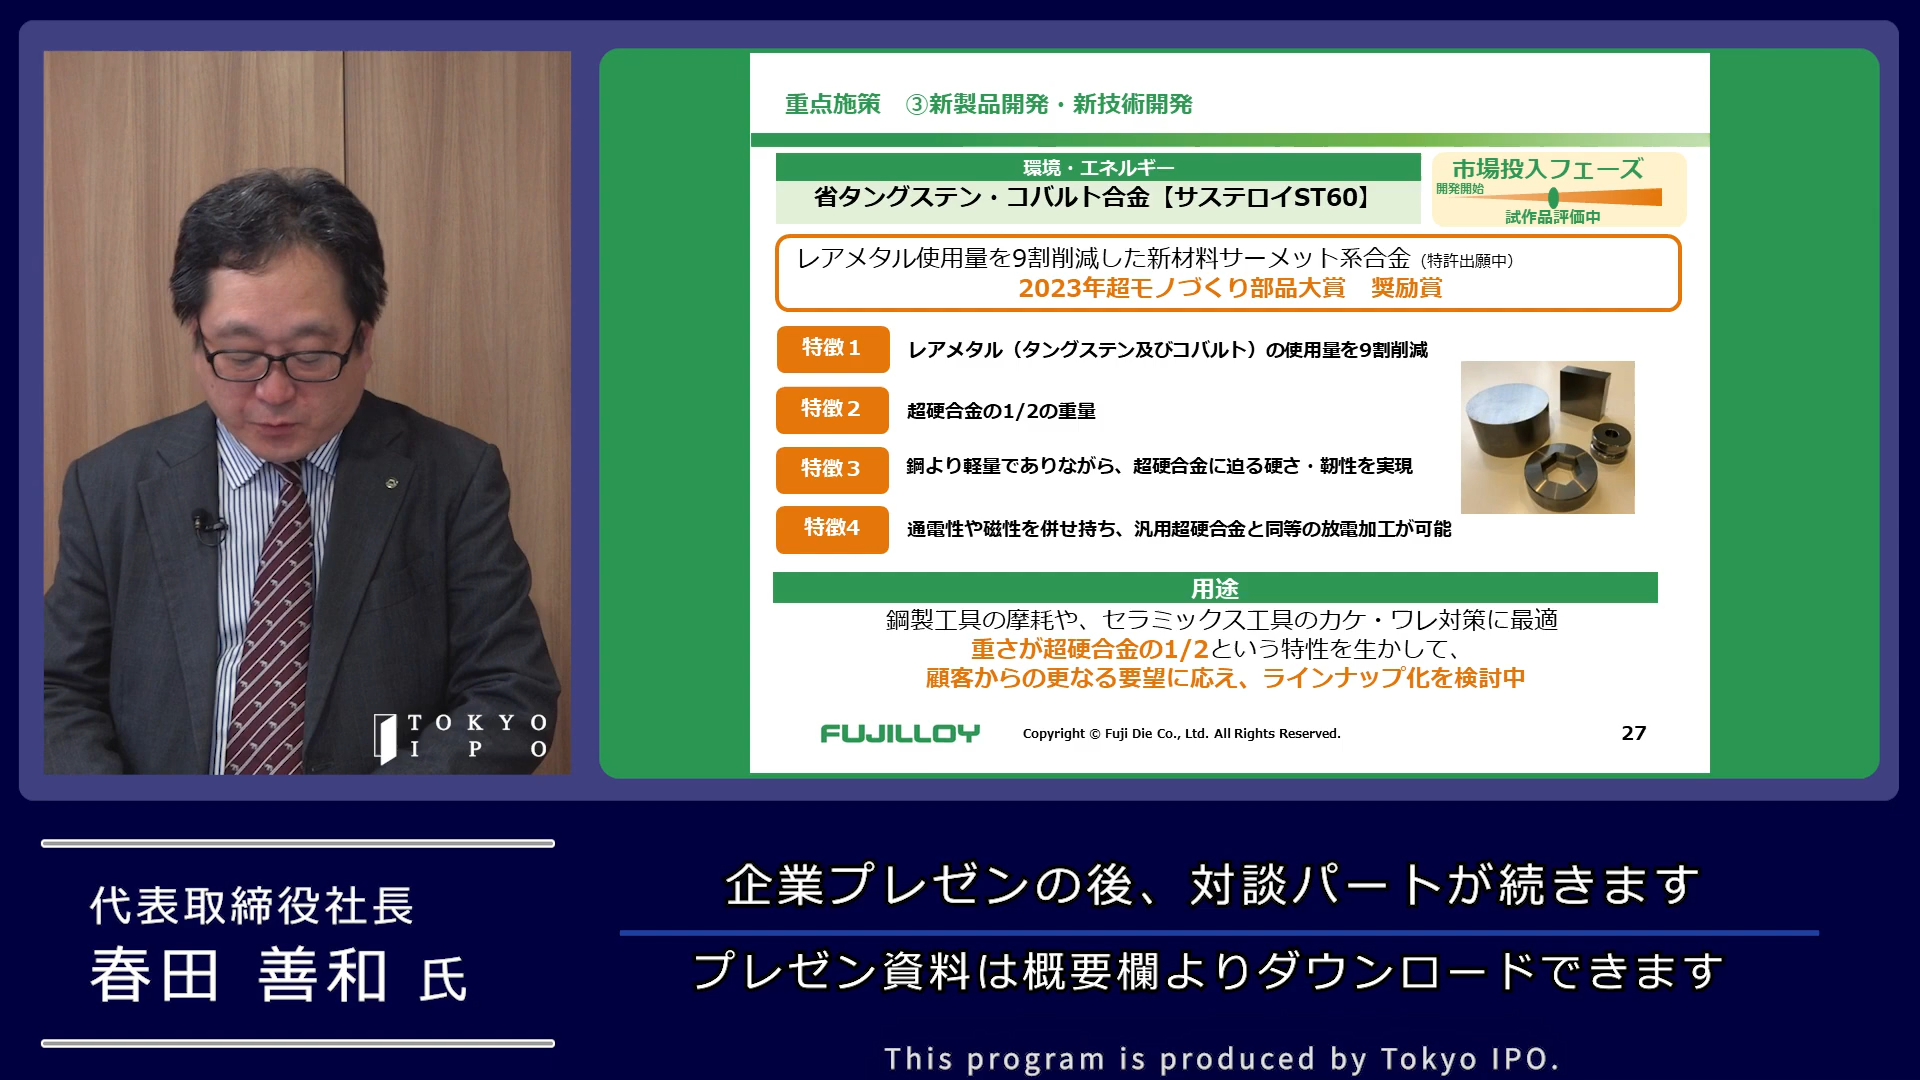 重点施策 ③新製品開発・新技術開発
環境・エネルギー
省タングステン・コバルト合金【サステロイST60】
市場投入フェーズ
開発開始
試作品評価中
レアメタル使用量を9割削減した新材料サーメット系合金（特許出願中）
2023年超モノづくり部品大賞 奨励賞
特徴１
レアメタル（タングステン及びコバルト）の使用量を9割削減
特徴２
超硬合金の1/2の重量
特徴３
鋼より軽量でありながら、超硬合金に迫る硬さ・靭性を実現
特徴4
通電性や磁性を併せ持ち、汎用超硬合金と同等の放電加工が可能
用途
鋼製工具の摩耗や、セラミックス工具のカケ・ワレ対策に最適
重さが超硬合金の1/2という特性を生かして、
顧客からの更なる要望に応え、ラインナップ化を検討中
FUJILLOY
Copyright © Fuji Die Co., Ltd. All Rights Reserved.
27
TOKYO
IPO
代表取締役社長
春田 善和 氏
企業プレゼンの後、対談パートが続きます
プレゼン資料は概要欄よりダウンロードできます
This program is produced by Tokyo IPO.